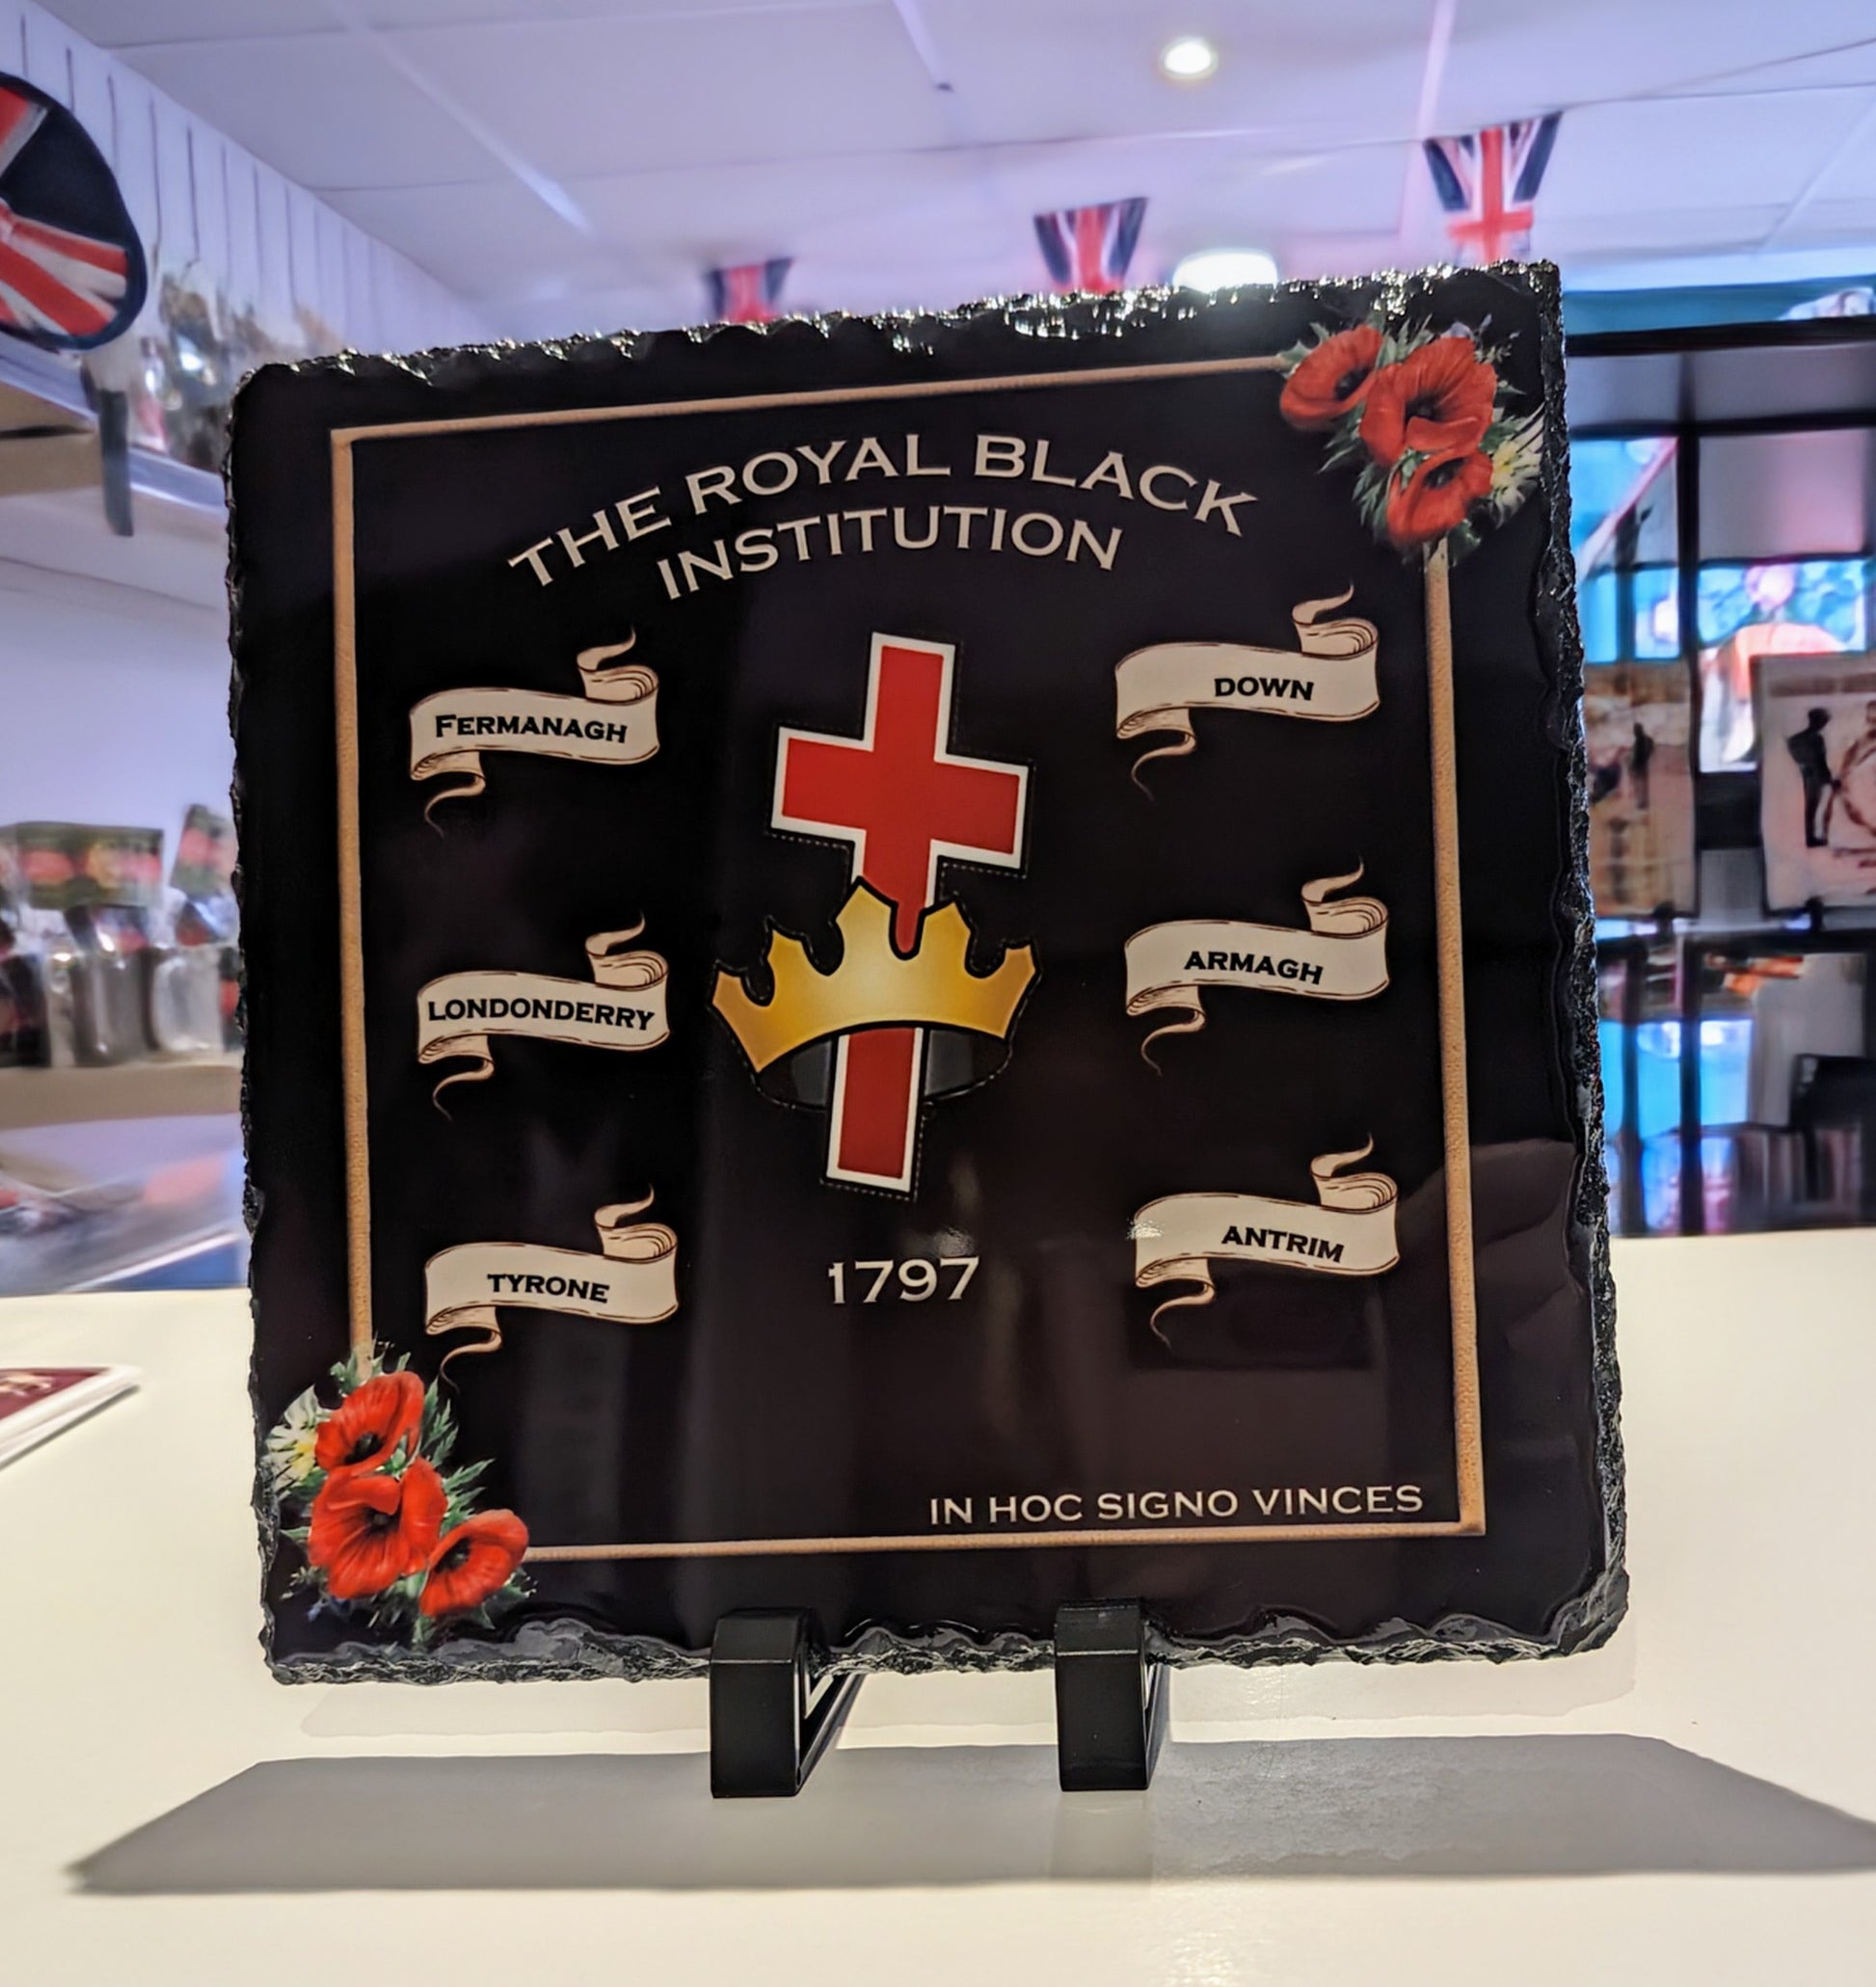 THE ROYAL BLACK
INSTITUTION
FERMANAGH
DOWN
LONDONDERRY
ARMAGH
TYRONE
ANTRIM
1797
IN HOC SIGNO VINCES